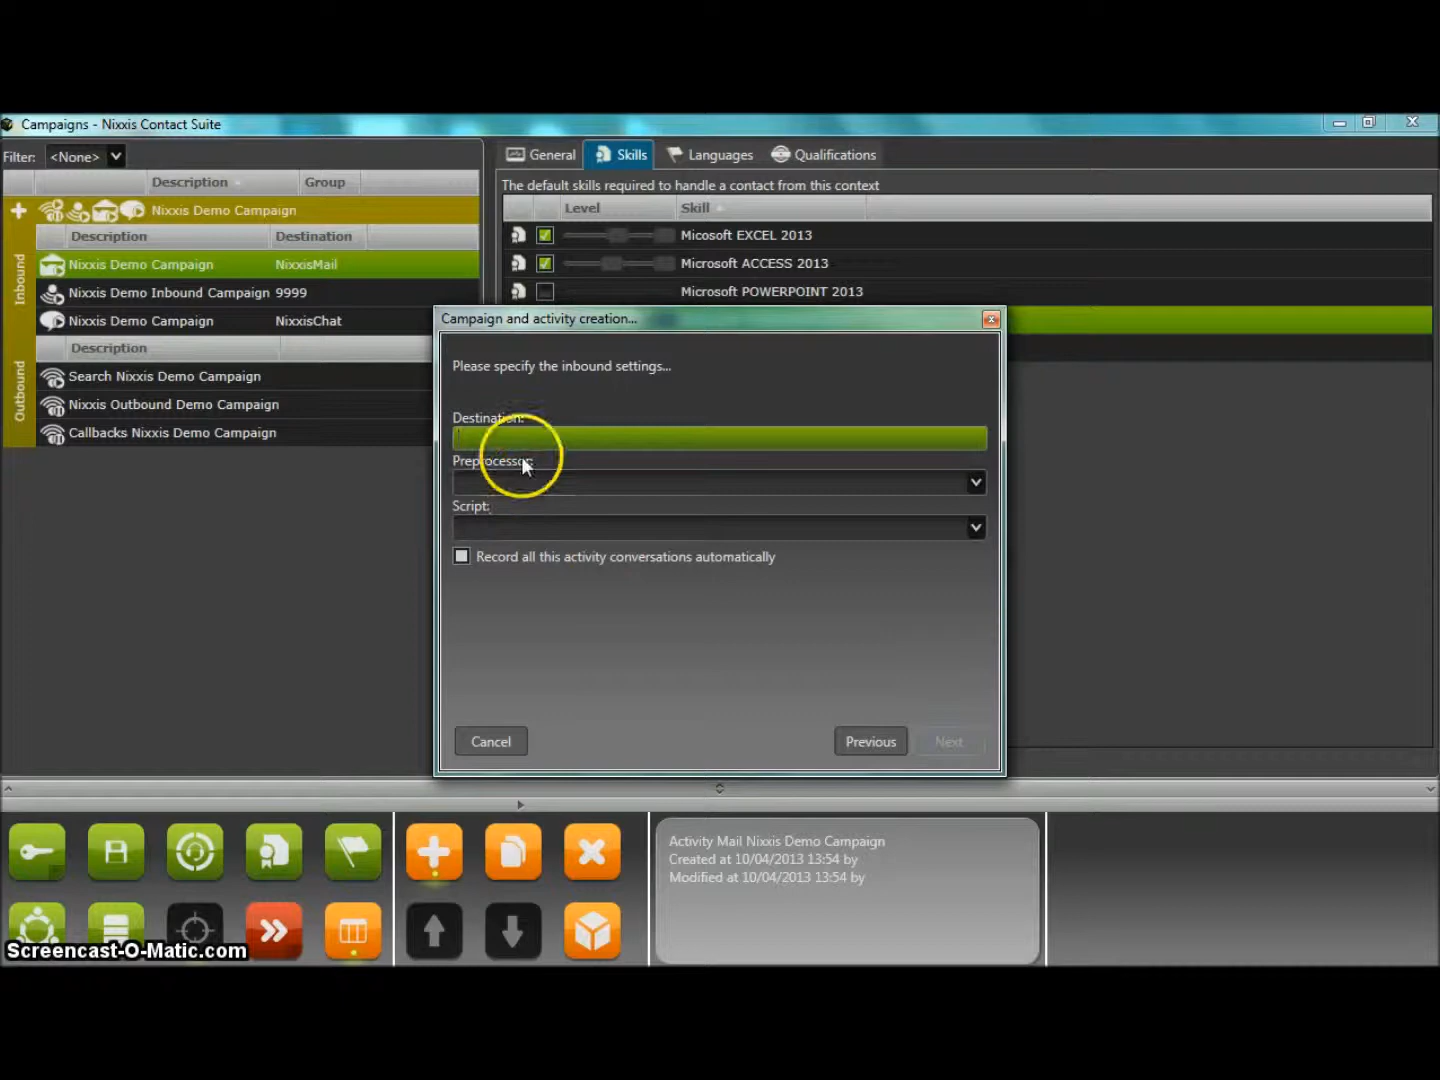 Campaigns - Nixxis Contact Suite
Filter: <None>
Description Group
Nixxis Demo Campaign
Description Destination
Inbound
Nixxis Demo Campaign NixxisMail
Nixxis Demo Inbound Campaign 9999
Nixxis Demo Campaign NixxisChat
Description
Outbound
Search Nixxis Demo Campaign
Nixxis Outbound Demo Campaign
Callbacks Nixxis Demo Campaign
General Skills Languages Qualifications
The default skills required to handle a contact from this context
Level Skill
Micosoft EXCEL 2013
Microsoft ACCESS 2013
Microsoft POWERPOINT 2013
Campaign and activity creation...
Please specify the inbound settings...
Destination:
Preprocessor:
Script:
Record all this activity conversations automatically
Cancel Previous Next
Activity Mail Nixxis Demo Campaign
Created at 10/04/2013 13:54 by
Modified at 10/04/2013 13:54 by
Screencast-O-Matic.com